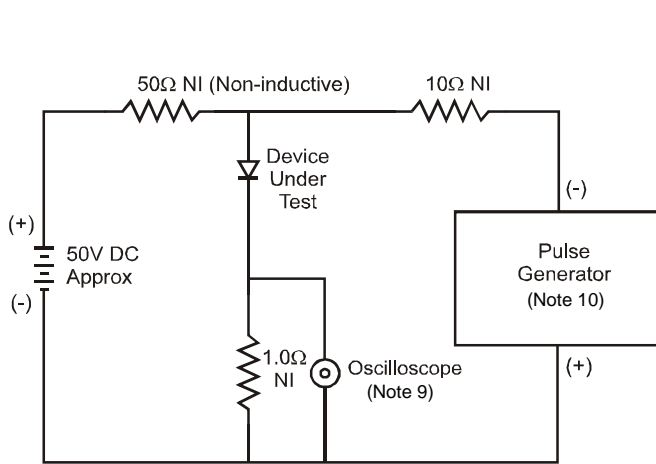 50Ω NI (Non-inductive)
10Ω NI
Device
Under
Test
(-)
(+)
50V DC
Approx
(-)
Pulse
Generator
(Note 10)
1.0Ω
NI
Oscilloscope
(Note 9)
(+)